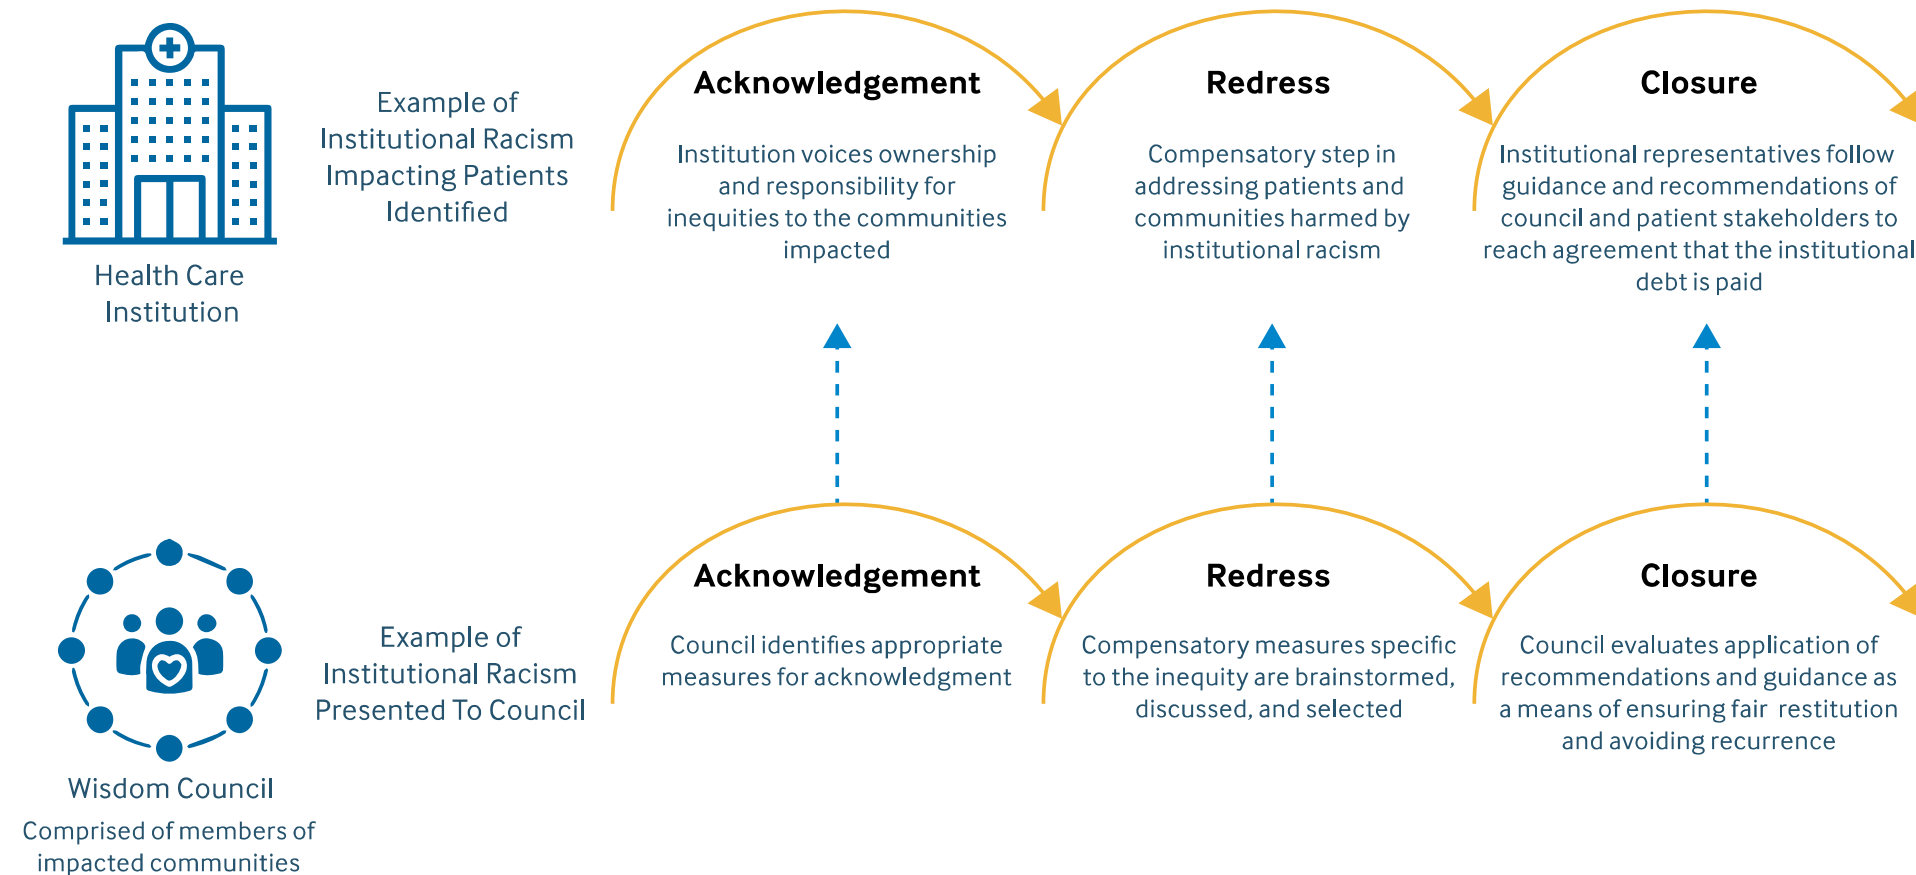 Health Care
Institution
Example of
Institutional Racism
Impacting Patients
Identified
Acknowledgement
Institution voices ownership
and responsibility for
inequities to the communities
impacted
Redress
Compensatory step in
addressing patients and
communities harmed by
institutional racism
Closure
Institutional representatives follow
guidance and recommendations of
council and patient stakeholders to
reach agreement that the institutional
debt is paid
Wisdom Council
Comprised of members of
impacted communities
Example of
Institutional Racism
Presented To Council
Acknowledgement
Council identifies appropriate
measures for acknowledgment
Redress
Compensatory measures specific
to the inequity are brainstormed,
discussed, and selected
Closure
Council evaluates application of
recommendations and guidance as
a means of ensuring fair restitution
and avoiding recurrence